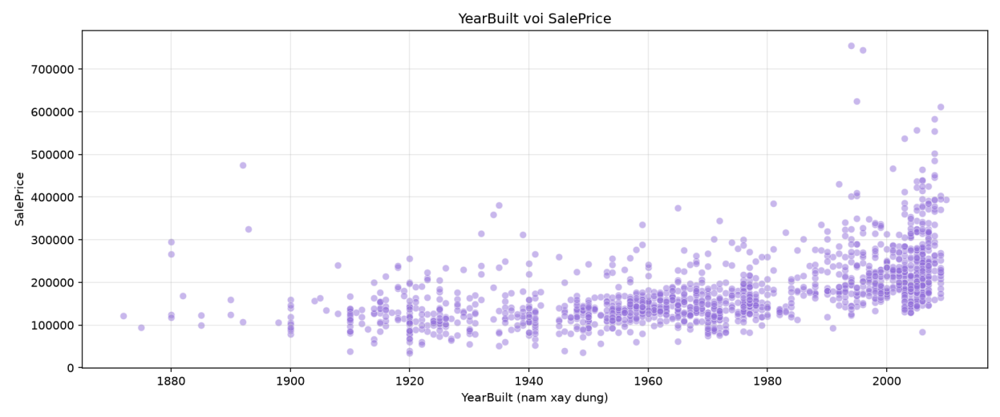 YearBuilt voi SalePrice
SalePrice
700000
600000
500000
400000
300000
200000
100000
0
1880 1900 1920 1940 1960 1980 2000
YearBuilt (nam xay dung)